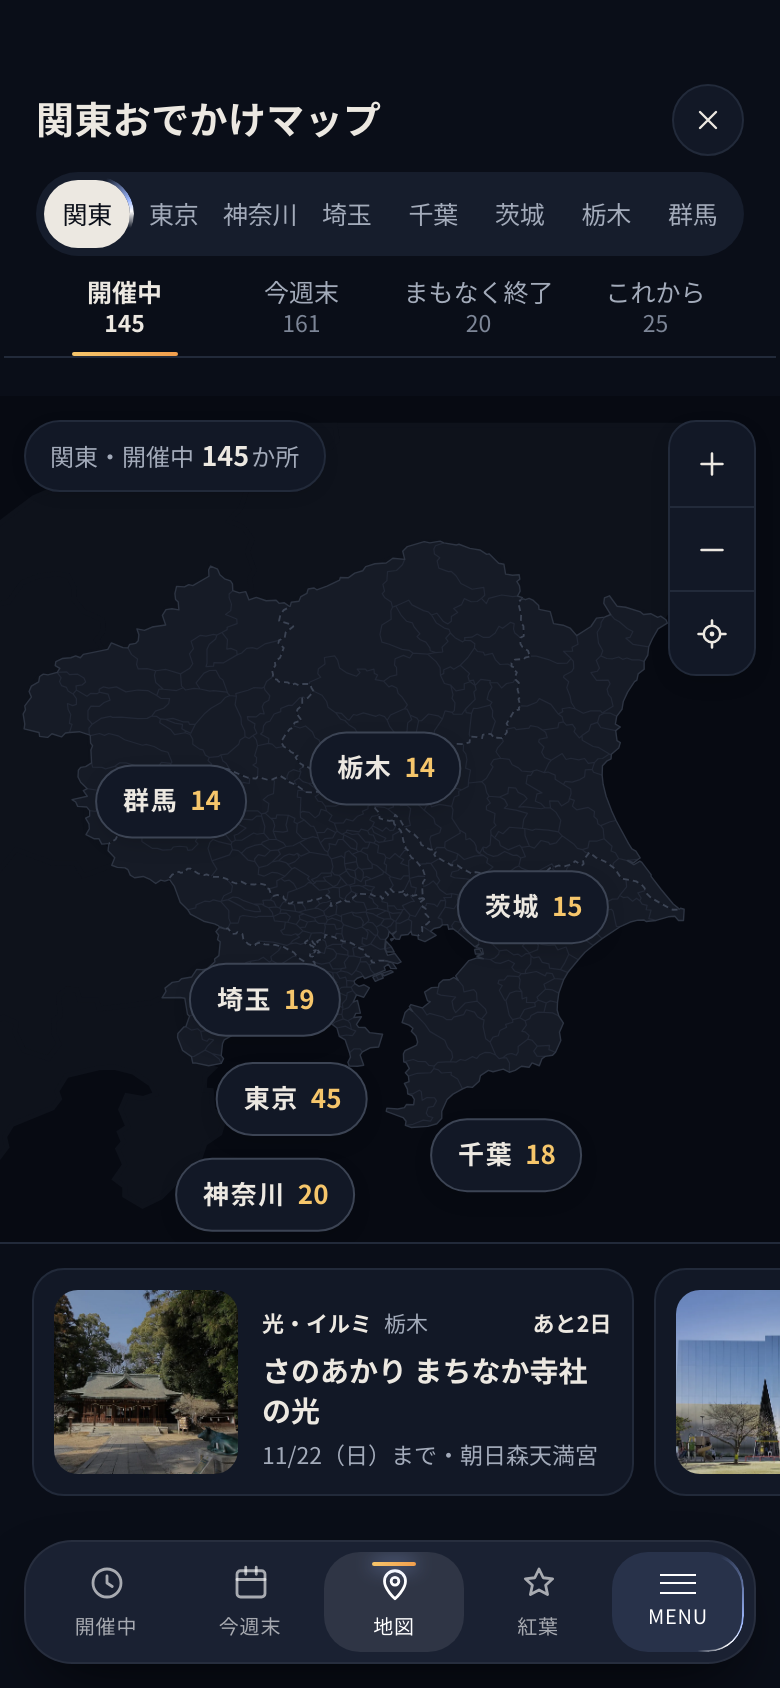 関東おでかけマップ
関東 東京 神奈川 埼玉 千葉 茨城 栃木 群馬
開催中 今週末 まもなく終了 これから
145 161 20 25
関東・開催中 145か所
栃木 14
群馬 14
茨城 15
埼玉 19
東京 45
千葉 18
神奈川 20
光・イルミ 栃木 あと2日
さのあかり まちなか寺社
の光
11/22（日）まで・朝日森天満宮
開催中 今週末 地図 紅葉 MENU